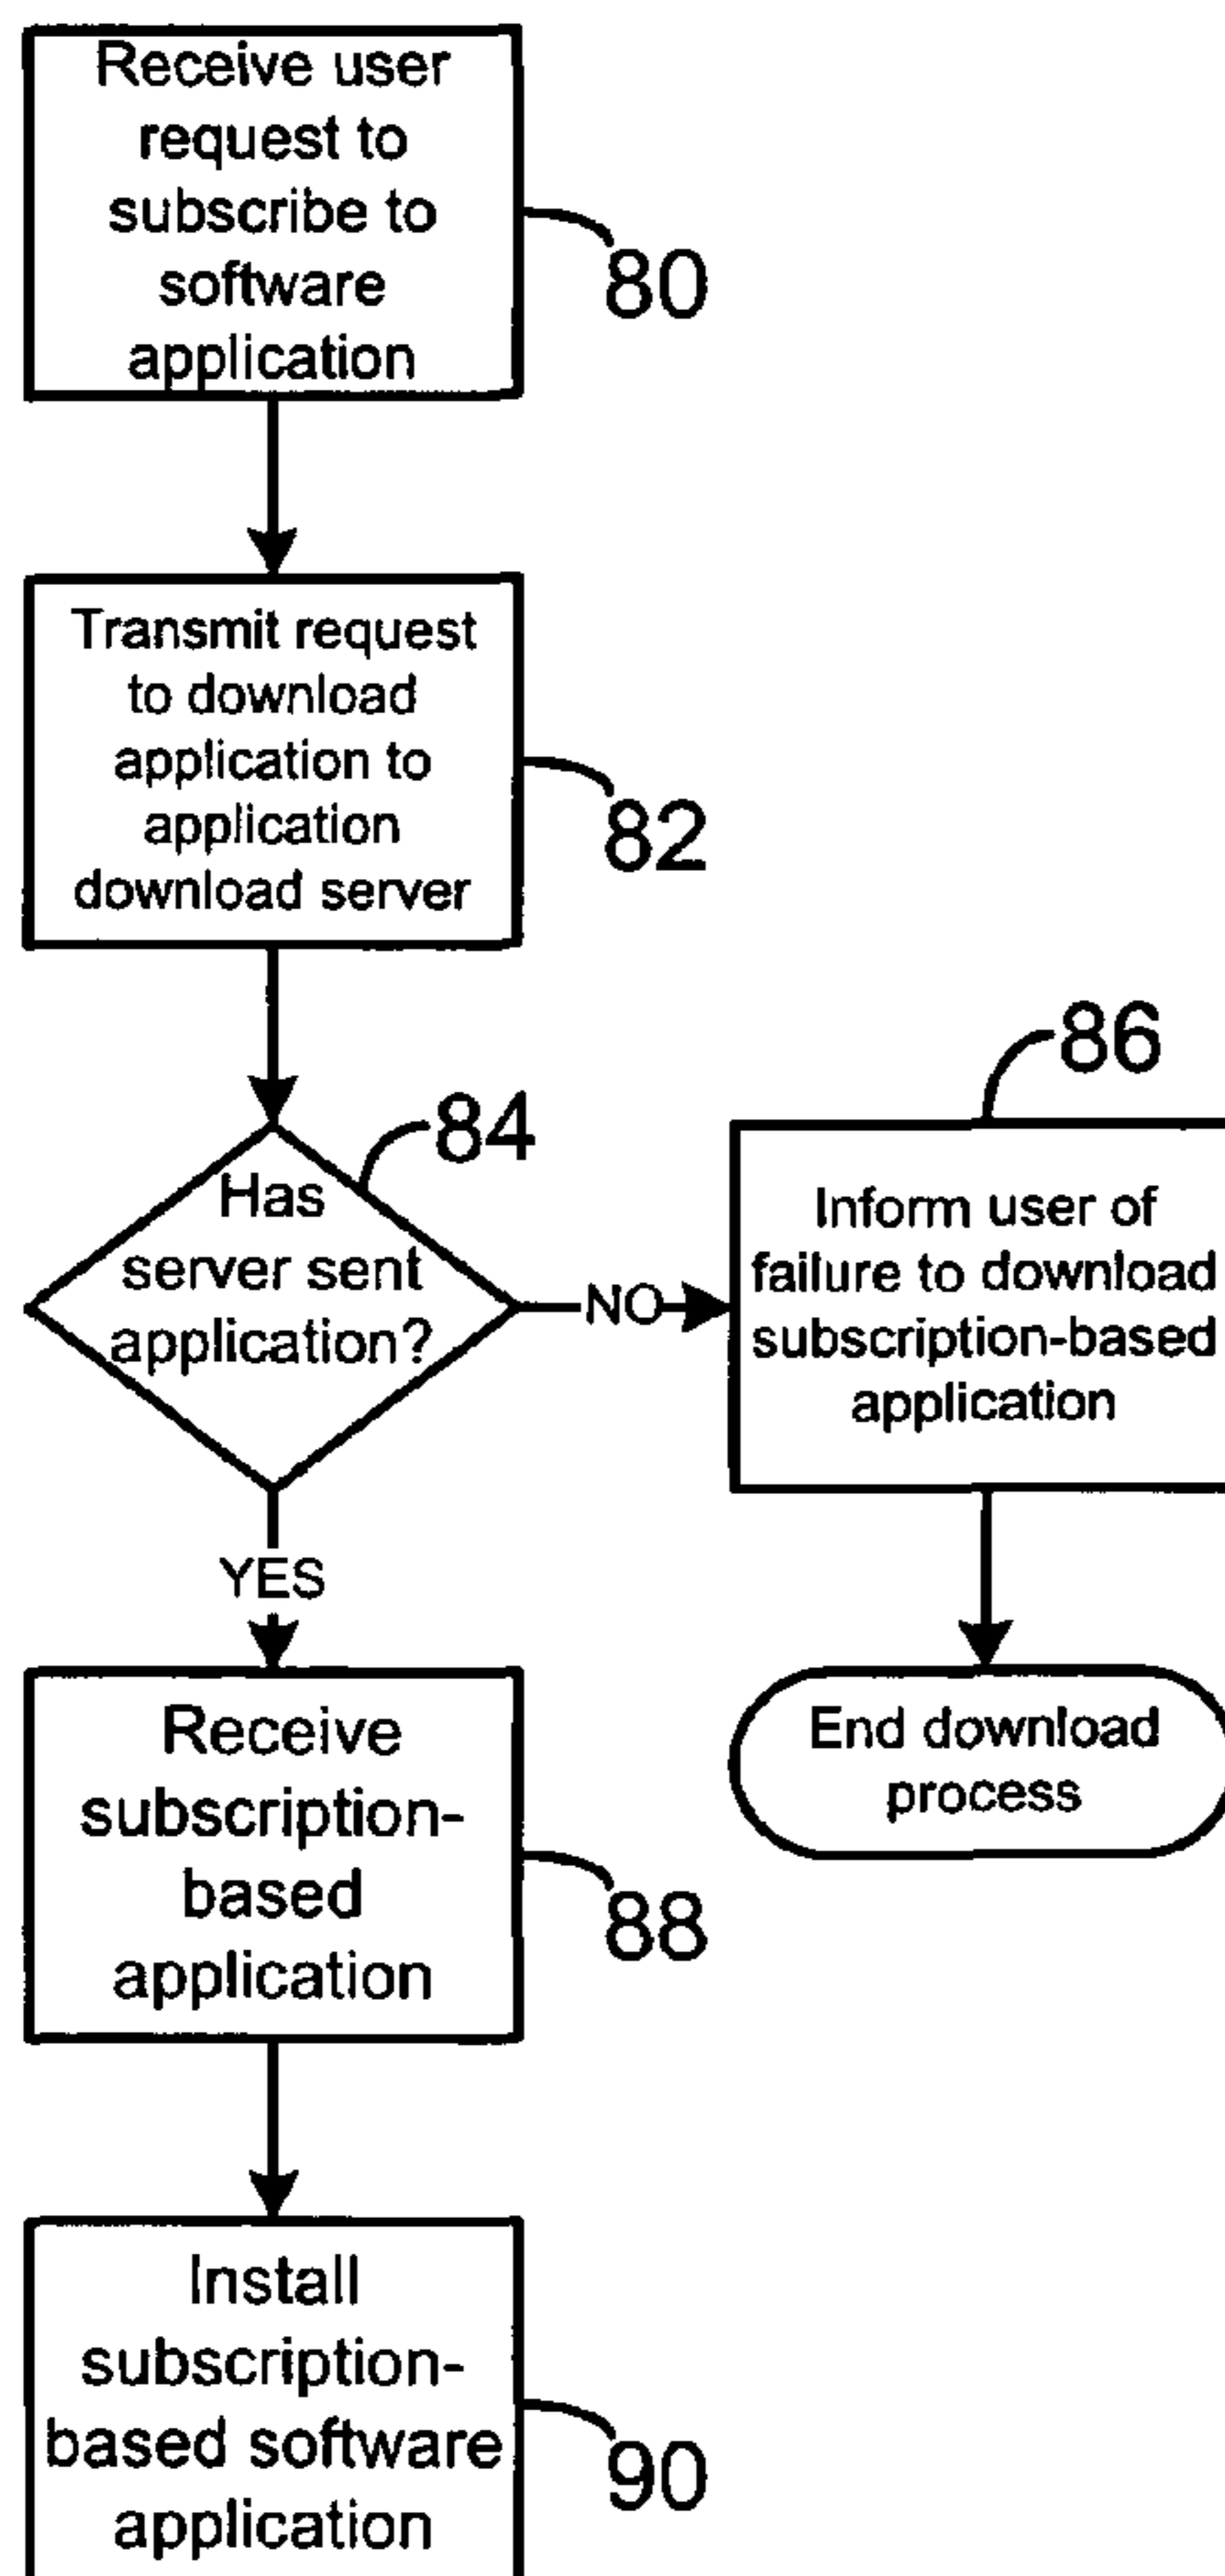 Receive user
request to
subscribe to
software
application
80
Transmit request
to download
application to
application
download server
82
84
Has
server sent
application?
NO
86
Inform user of
failure to download
subscription-based
application
YES
End download
process
Receive
subscription-
based
application
88
Install
subscription-
based software
application
90